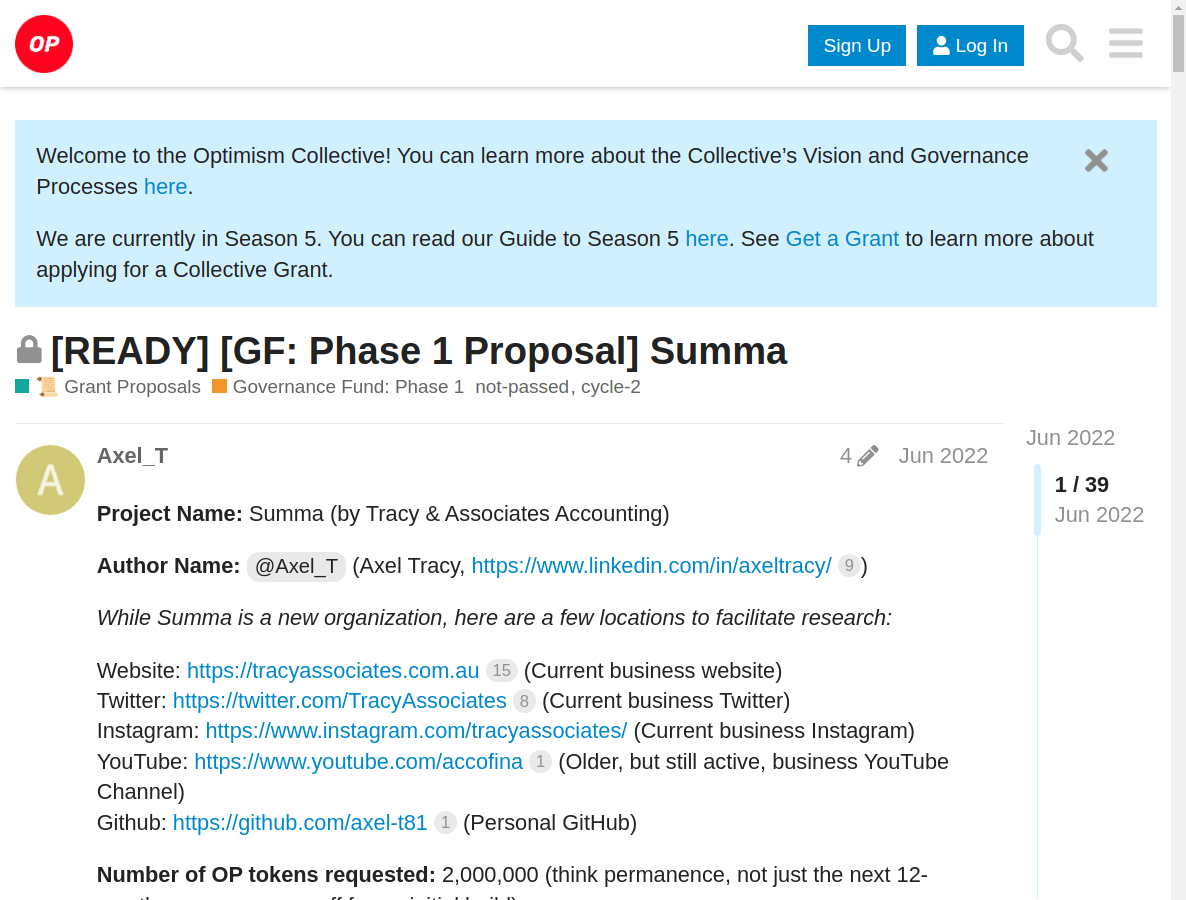 OP
Sign Up
Log In
Welcome to the Optimism Collective! You can learn more about the Collective’s Vision and Governance
Processes here.
We are currently in Season 5. You can read our Guide to Season 5 here. See Get a Grant to learn more about
applying for a Collective Grant.
[READY] [GF: Phase 1 Proposal] Summa
📜 Grant Proposals Governance Fund: Phase 1 not-passed, cycle-2
A
Axel_T 4 Jun 2022
Jun 2022
1 / 39
Jun 2022
Project Name: Summa (by Tracy & Associates Accounting)
Author Name: @Axel_T (Axel Tracy, https://www.linkedin.com/in/axeltracy/ 9)
While Summa is a new organization, here are a few locations to facilitate research:
Website: https://tracyassociates.com.au 15 (Current business website)
Twitter: https://twitter.com/TracyAssociates 8 (Current business Twitter)
Instagram: https://www.instagram.com/tracyassociates/ (Current business Instagram)
YouTube: https://www.youtube.com/accofina 1 (Older, but still active, business YouTube
Channel)
Github: https://github.com/axel-t81 1 (Personal GitHub)
Number of OP tokens requested: 2,000,000 (think permanence, not just the next 12-